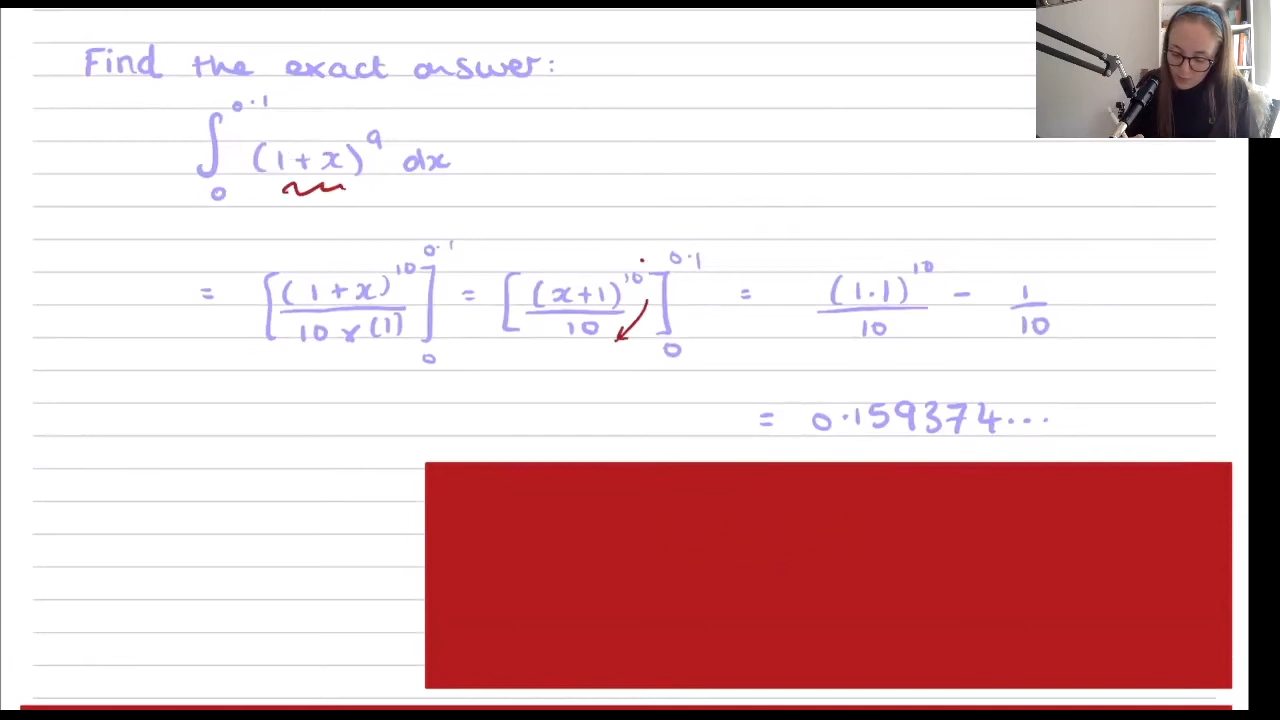 Find the exact answer:
∫₀^0.1 (1+x)^9 dx
= [(1+x)^10 / 10×(1)]₀^0.1 = [(x+1)^10 / 10]₀^0.1 = (1.1)^10 / 10 - 1/10
= 0.159374...